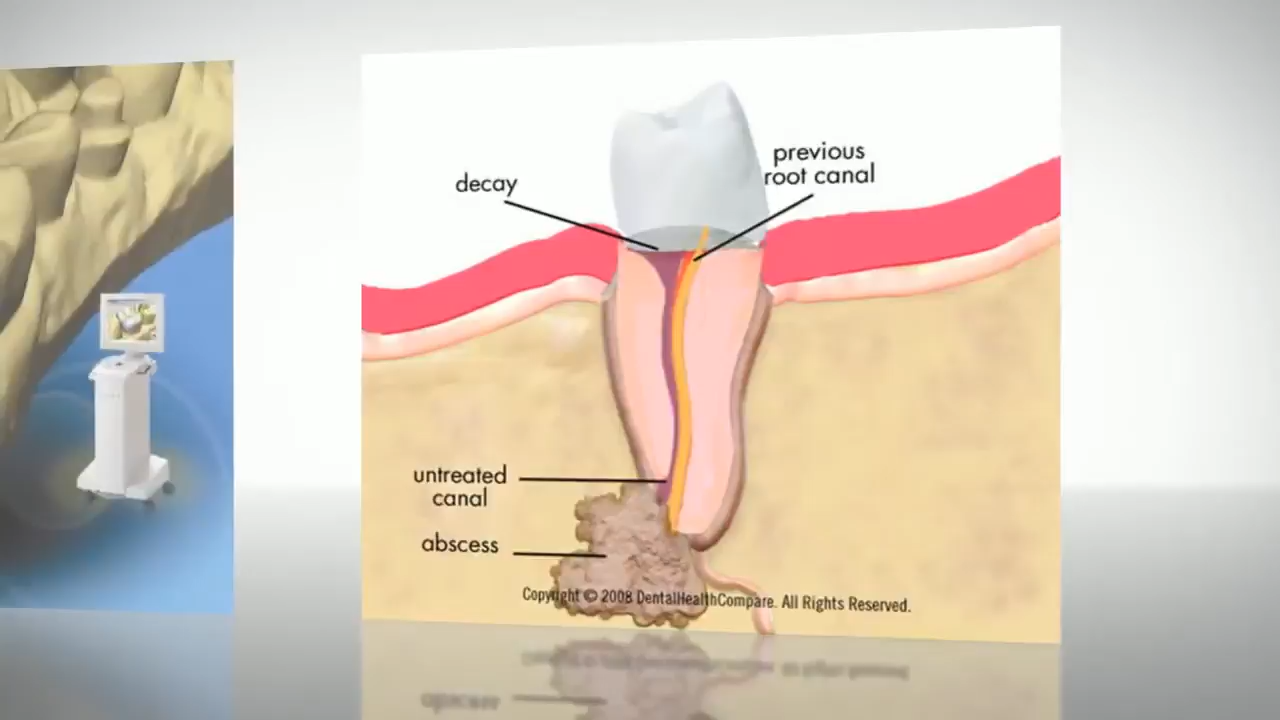 decay
previous
root canal
untreated
canal
abscess
Copyright © 2008 DentalHealthCompare. All Rights Reserved.